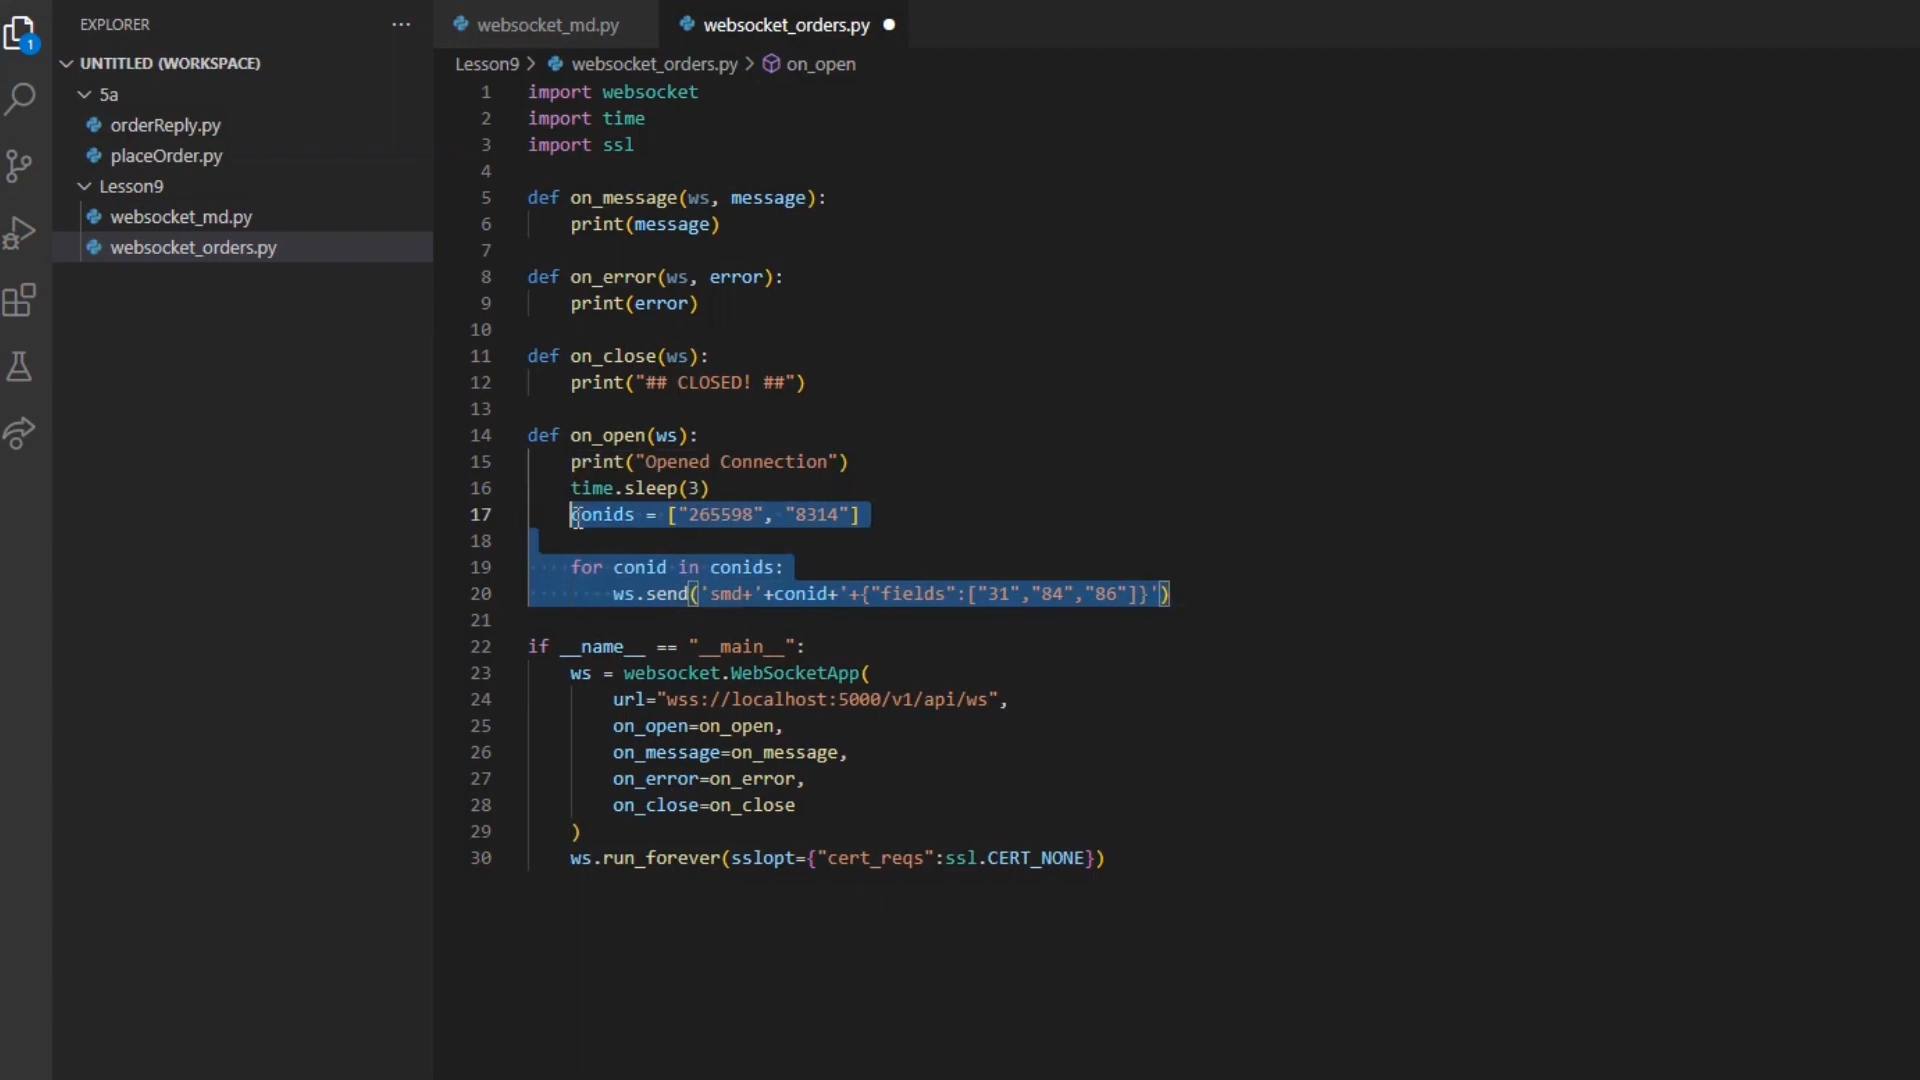 EXPLORER
1
UNTITLED (WORKSPACE)
5a
orderReply.py
placeOrder.py
Lesson9
websocket_md.py
websocket_orders.py
websocket_md.py
websocket_orders.py
Lesson9 > websocket_orders.py > on_open
1 import websocket
2 import time
3 import ssl
4
5 def on_message(ws, message):
6     print(message)
7
8 def on_error(ws, error):
9     print(error)
10
11 def on_close(ws):
12     print("## CLOSED! ##")
13
14 def on_open(ws):
15     print("Opened Connection")
16     time.sleep(3)
17     conids = ["265598", "8314"]
18
19     for conid in conids:
20         ws.send('smd+'+conid+'+{"fields":["31","84","86"]}')
21
22 if __name__ == "__main__":
23     ws = websocket.WebSocketApp(
24         url="wss://localhost:5000/v1/api/ws",
25         on_open=on_open,
26         on_message=on_message,
27         on_error=on_error,
28         on_close=on_close
29     )
30     ws.run_forever(sslopt={"cert_reqs":ssl.CERT_NONE})